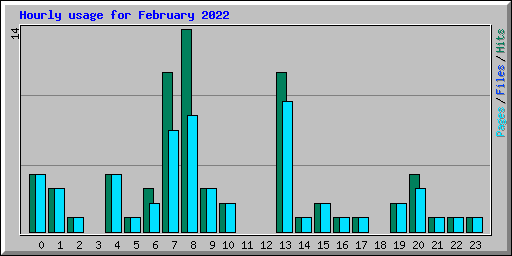 Hourly usage for February 2022
14
Pages/Files/Hits
0 1 2 3 4 5 6 7 8 9 10 11 12 13 14 15 16 17 18 19 20 21 22 23